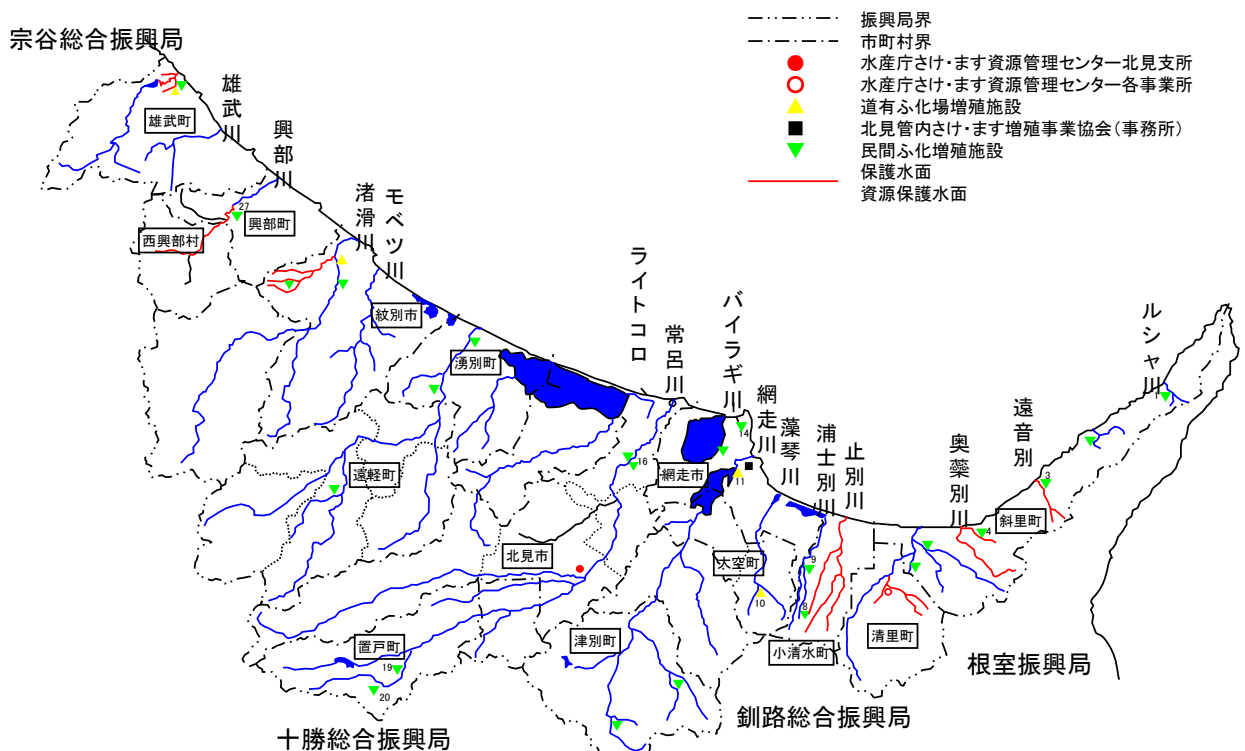 振興局界
市町村界
水産庁さけ・ます資源管理センター北見支所
水産庁さけ・ます資源管理センター各事業所
道有ふ化場増殖施設
北見管内さけ・ます増殖事業協会(事務所)
民間ふ化増殖施設
保護水面
資源保護水面
宗谷総合振興局
雄武川
興部川
渚滑川
モベツ川
ライトコロ
常呂川
バイラギ川
網走川
藻琴川
浦士別川
止別川
奥薬別川
遠音別
ルシャ川
雄武町
西興部村
27
興部町
紋別市
湧別町
遠軽町
16
14
網走市
11
北見市
大空町
10
9
8
小清水町
清里町
斜里町
4
3
1
置戸町
19
20
津別町
十勝総合振興局
釧路総合振興局
根室振興局